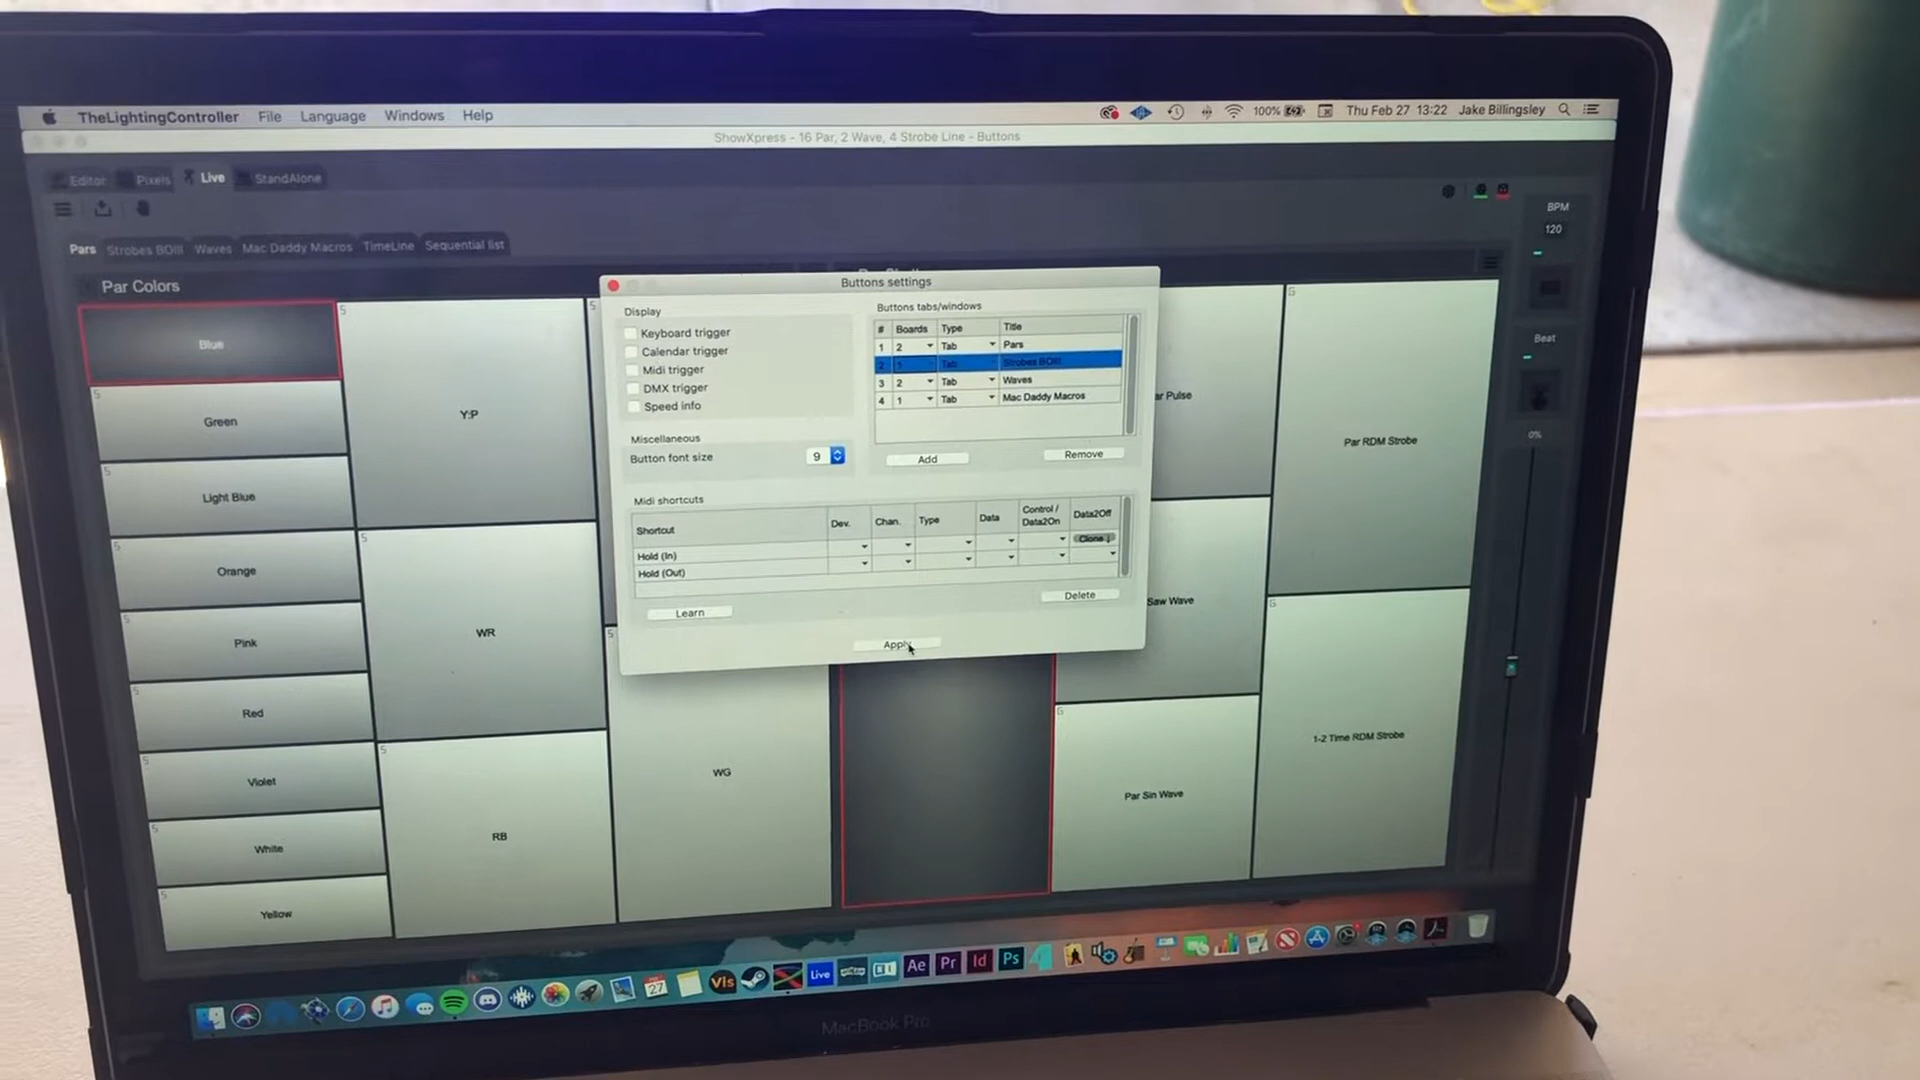 TheLightingController File Language Windows Help 100% Thu Feb 27 13:22 Jake Billingsley
ShowXpress - 16 Par, 2 Wave, 4 Strobe Line - Buttons
Editor Pixels Live StandAlone
BPM
120
Pars Strobes BOIII Waves Mac Daddy Macros TimeLine Sequential list
Par Colors
Beat
0%
Buttons settings
Display
Keyboard trigger
Calendar trigger
Midi trigger
DMX trigger
Speed info
Buttons tabs/windows
# Boards Type Title
1 2 Tab Pars
2 1 Tab Strobes BOIII
3 2 Tab Waves
4 1 Tab Mac Daddy Macros
Miscellaneous
Button font size 9
Add Remove
Midi shortcuts
Shortcut Dev. Chan. Type Data Control / Data2On Data2Off
Hold (In) Clone ↓
Hold (Out)
Learn Delete
Apply
S Blue
S Green
S Light Blue
S Orange
S Pink
S Red
S Violet
S White
S Yellow
S Y:P
S WR
S RB
S
S WG
ar Pulse
Saw Wave
G Par Sin Wave
G Par RDM Strobe
G 1-2 Time RDM Strobe
27 Vis Live Ae Pr Id Ps
MacBook Pro